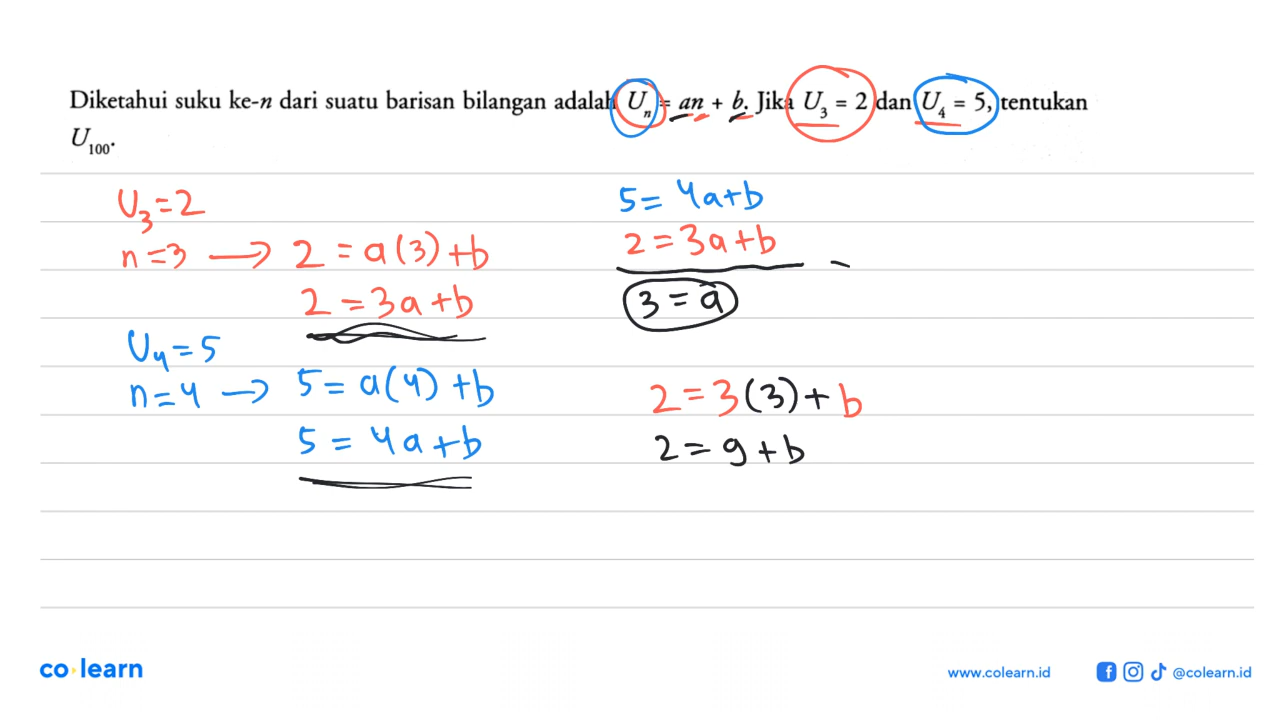 Diketahui suku ke-n dari suatu barisan bilangan adalah Uₙ = an + b. Jika U₃ = 2 dan U₄ = 5, tentukan
U₁₀₀.
U₃ = 2
n = 3 → 2 = a(3) + b
2 = 3a + b
U₄ = 5
n = 4 → 5 = a(4) + b
5 = 4a + b
5 = 4a + b
2 = 3a + b
3 = a
2 = 3(3) + b
2 = 9 + b
co learn
www.colearn.id
@colearn.id